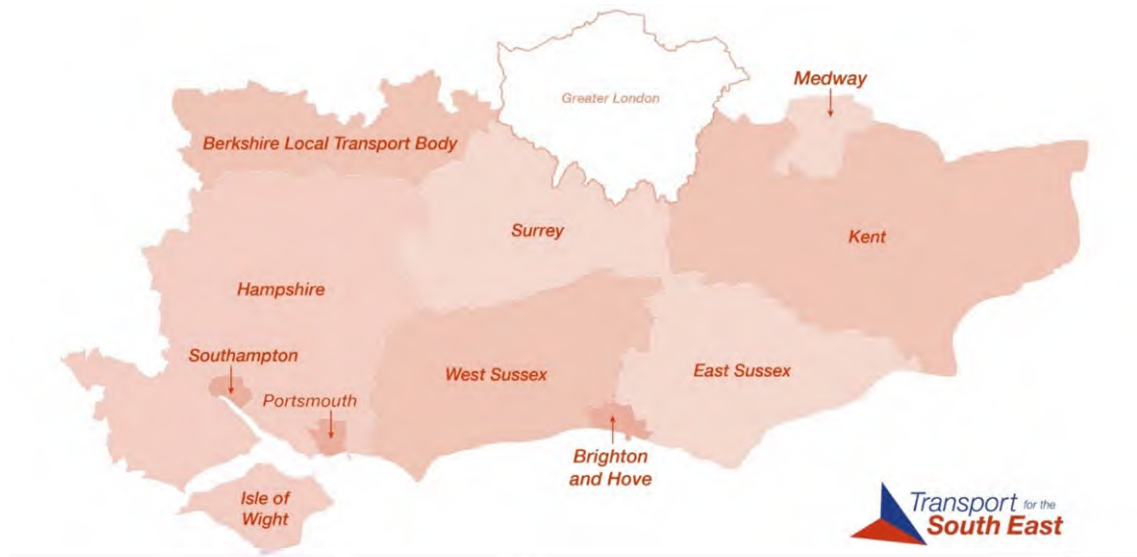 Greater London
Medway
Berkshire Local Transport Body
Surrey
Kent
Hampshire
Southampton
West Sussex
East Sussex
Portsmouth
Brighton
and Hove
Isle of
Wight
Transport for the
South East